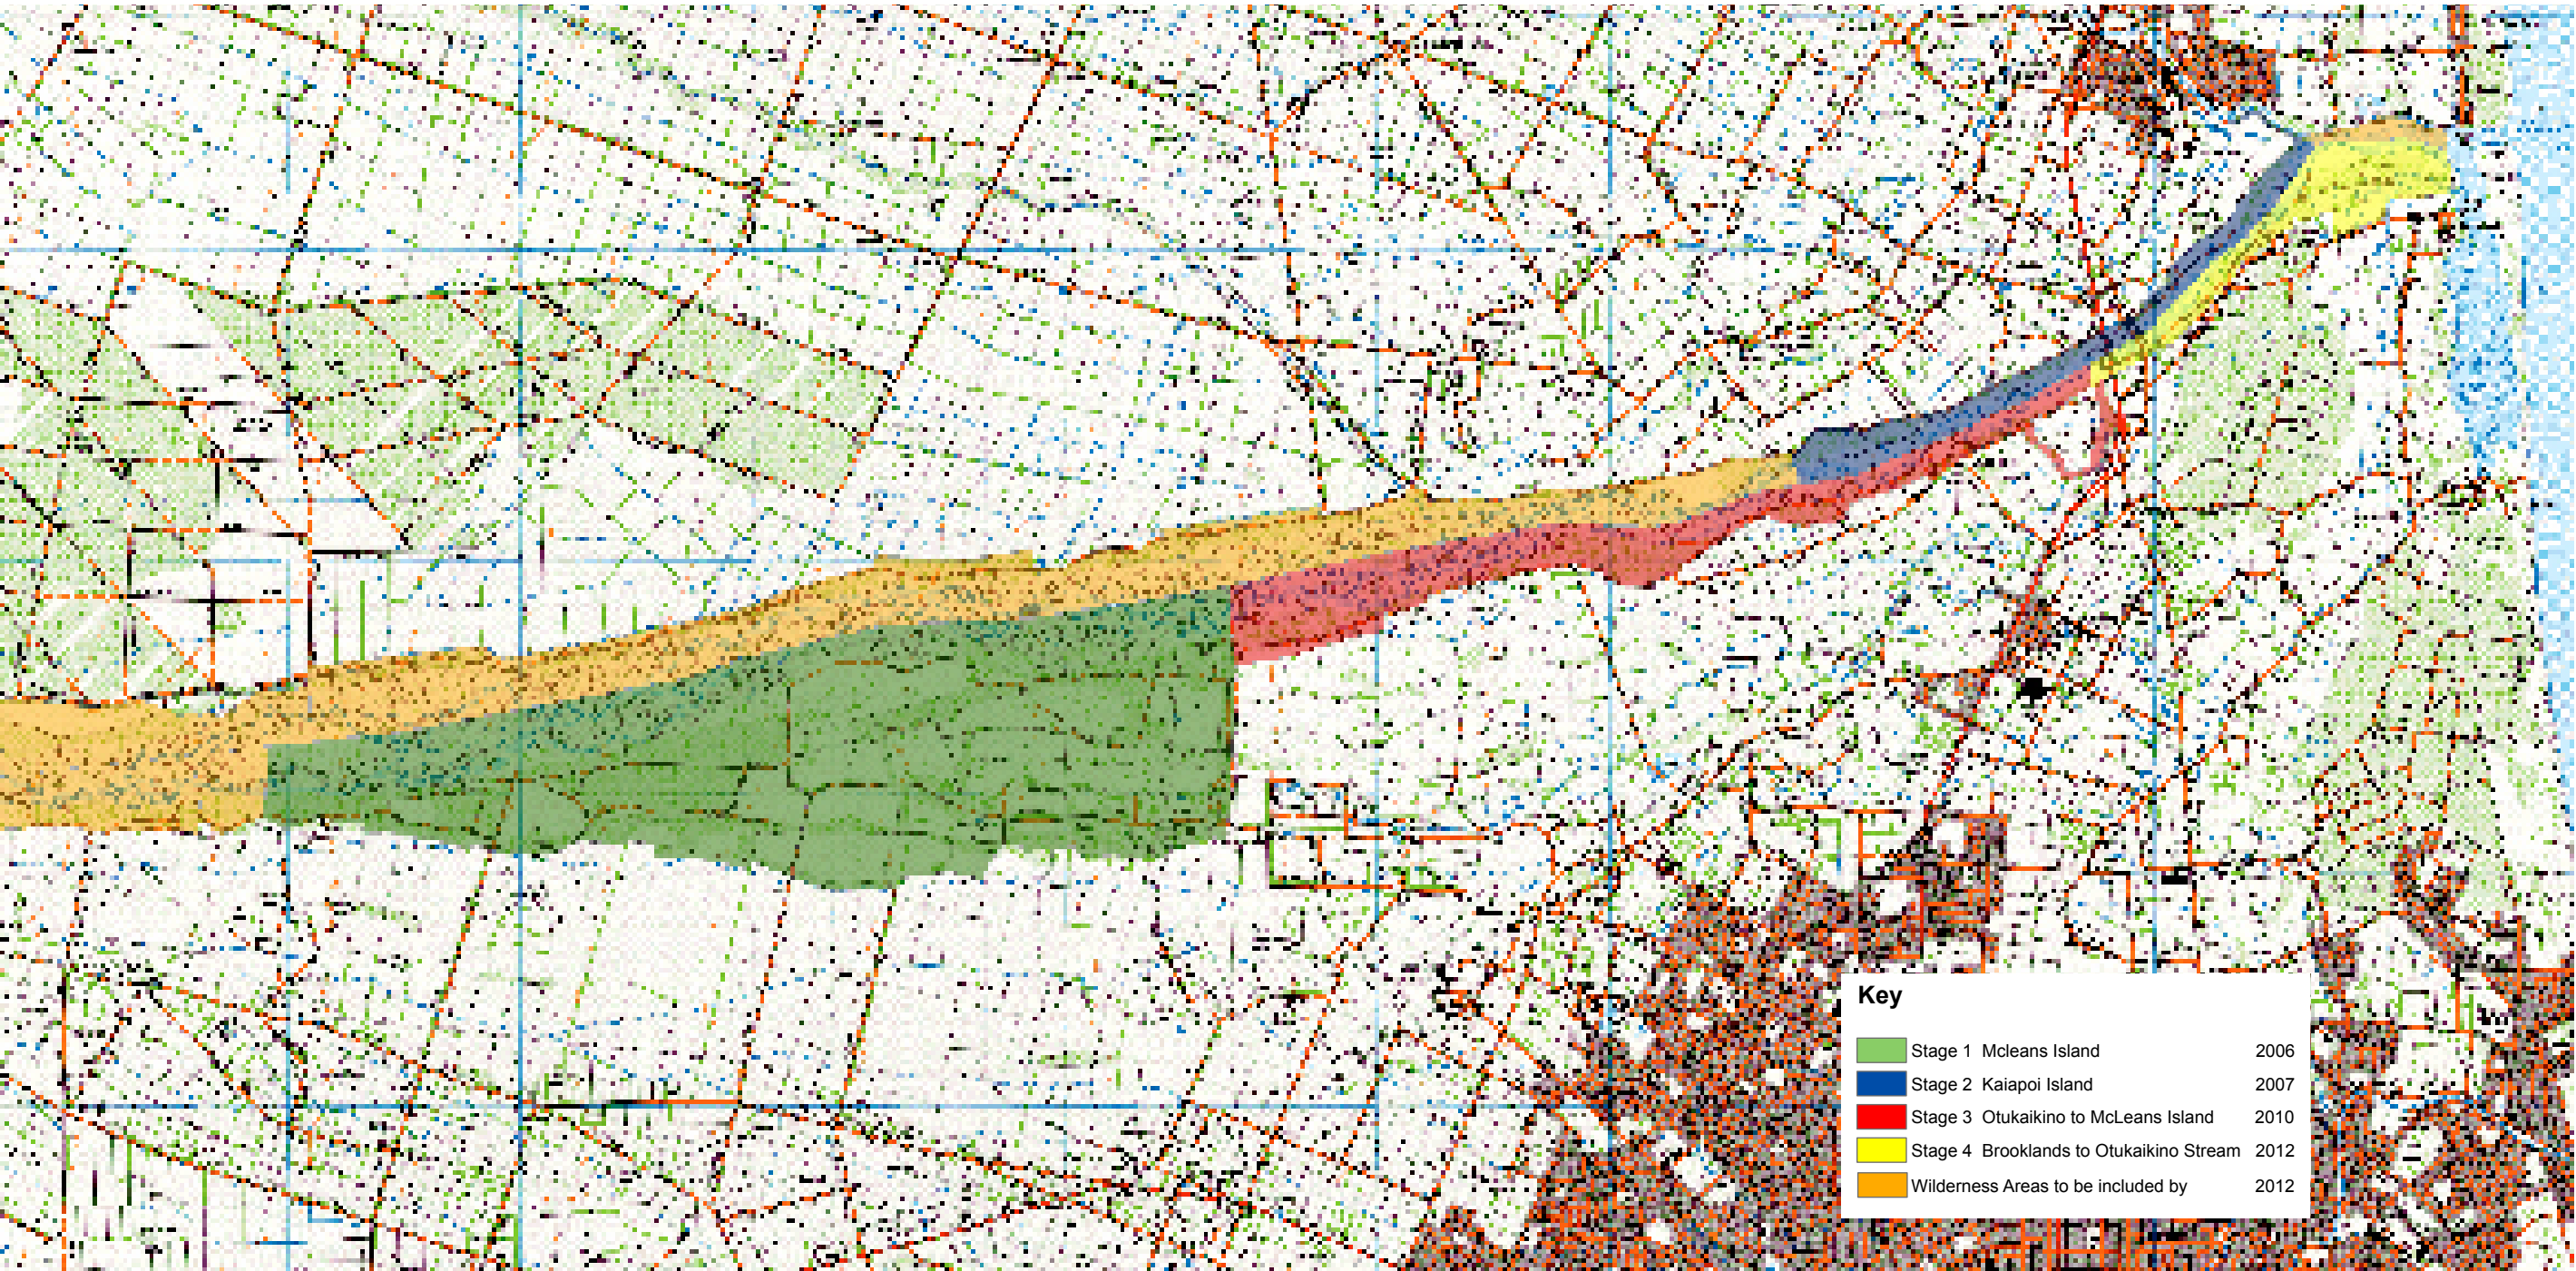 Key
Stage 1 Mcleans Island 2006
Stage 2 Kaiapoi Island 2007
Stage 3 Otukaikino to McLeans Island 2010
Stage 4 Brooklands to Otukaikino Stream 2012
Wilderness Areas to be included by 2012